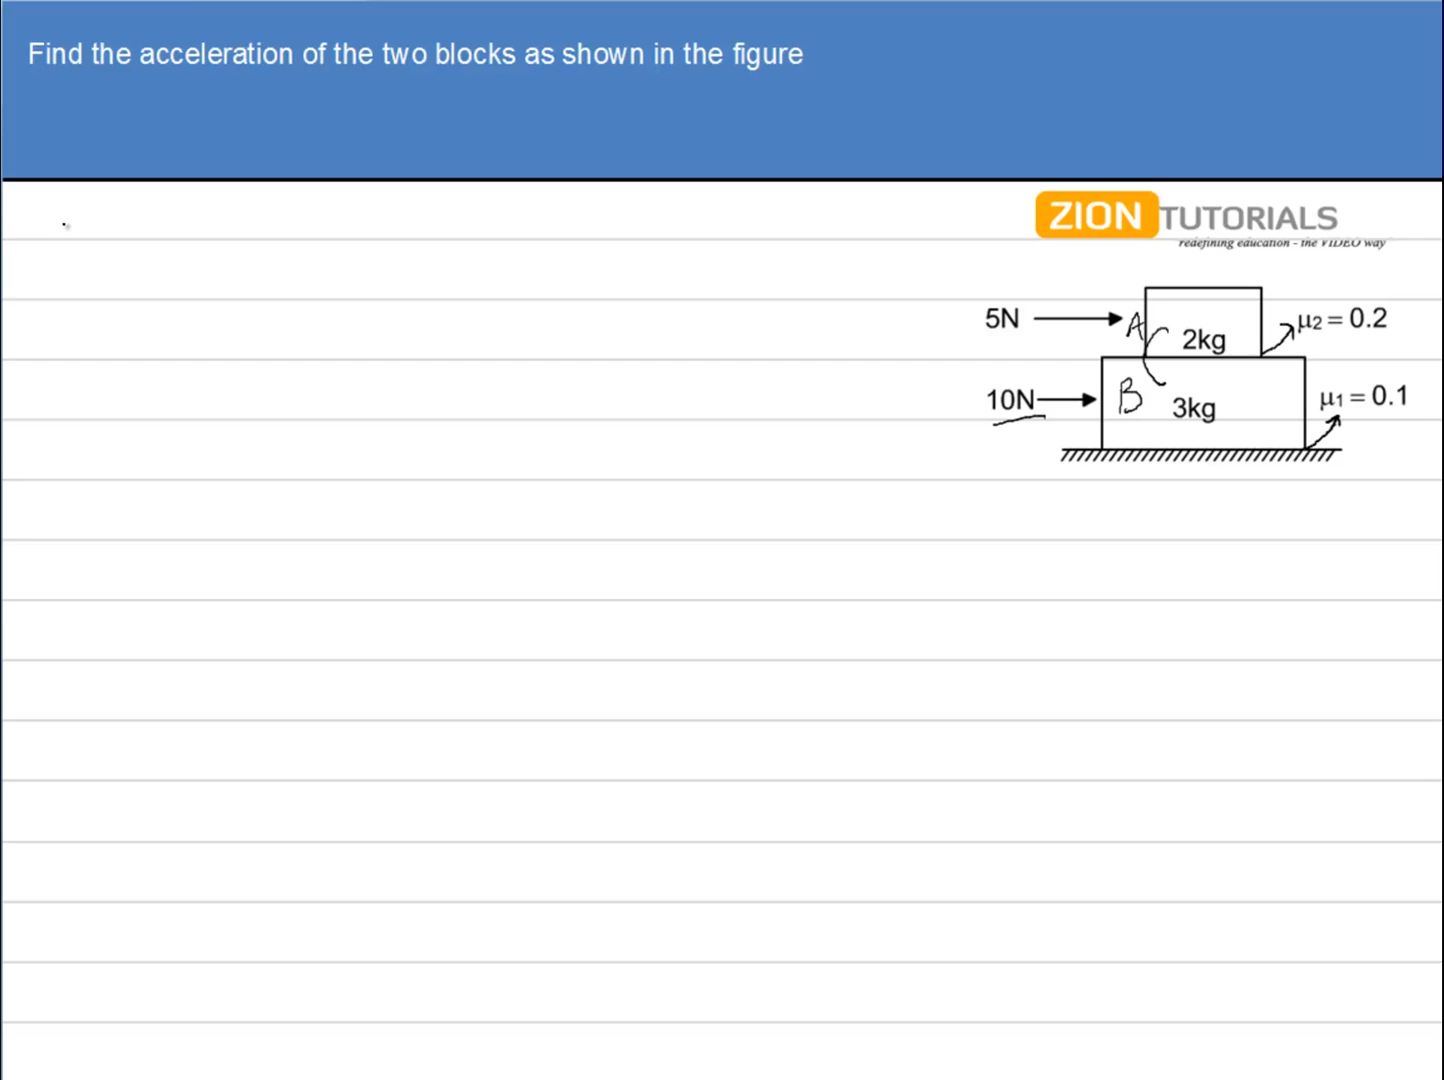 Find the acceleration of the two blocks as shown in the figure
ZION TUTORIALS
redefining education - the VIDEO way
5N
A
2kg
μ2 = 0.2
10N
B
3kg
μ1 = 0.1